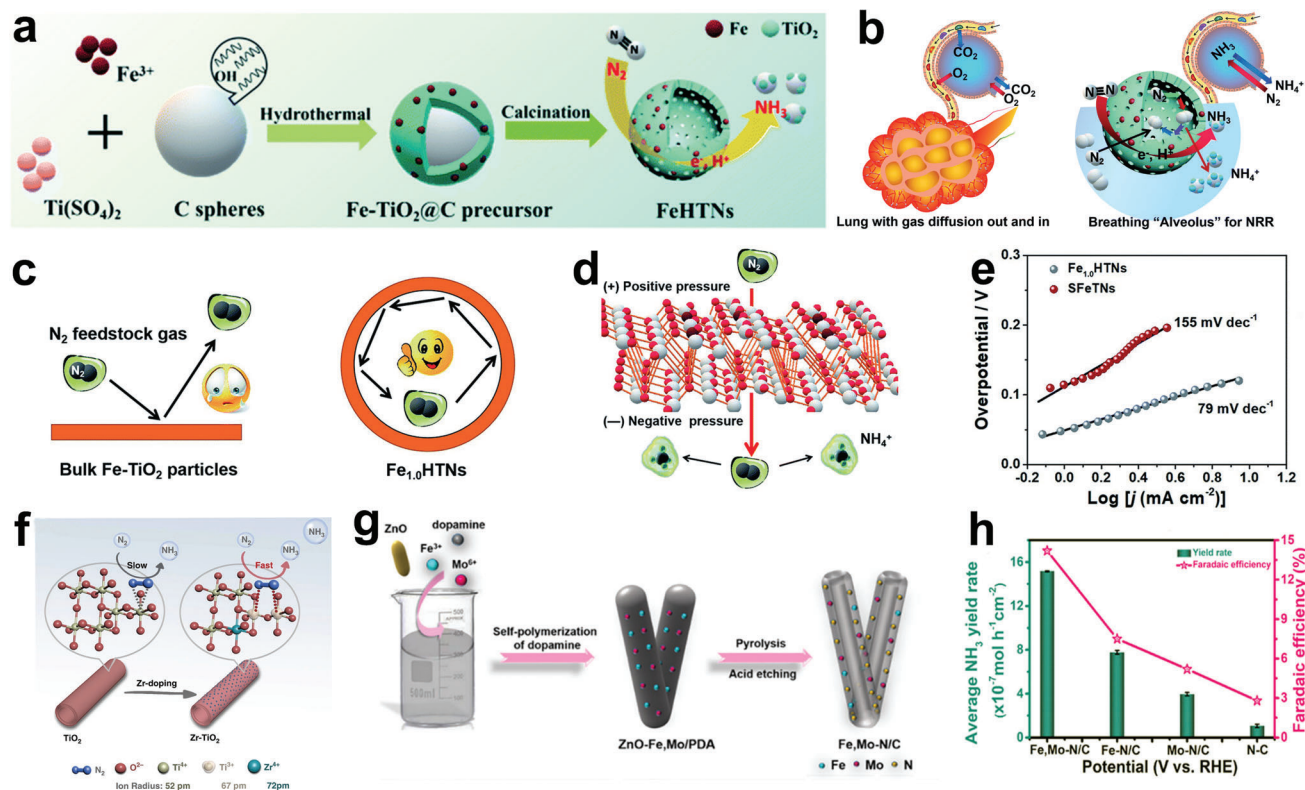 a
Fe³⁺
OH
Fe
TiO₂
N≡N
N₂
NH₃
e⁻, H⁺
+
Hydrothermal
Calcination
Ti(SO₄)₂
C spheres
Fe-TiO₂@C precursor
FeHTNs
b
CO₂
O₂
CO₂
O₂
Lung with gas diffusion out and in
NH₃
NH₄⁺
N₂
N≡N
N₂
NH₃
N₂
e⁻, H⁺
NH₄⁺
Breathing "Alveolus" for NRR
c
N₂ feedstock gas
N₂
Bulk Fe-TiO₂ particles
Fe₁.₀HTNs
d
N₂
(+) Positive pressure
(—) Negative pressure
NH₄⁺
e
Fe₁.₀HTNs
SFeTNs
155 mV dec⁻¹
79 mV dec⁻¹
Overpotential / V
0.3
0.2
0.1
0.0
-0.2 0.0 0.2 0.4 0.6 0.8 1.0 1.2
Log [j (mA cm⁻²)]
f
N₂
NH₃
Slow
N₂
NH₃
NH₃
Fast
Zr-doping
TiO₂
Zr-TiO₂
N₂ O²⁻ Ti⁴⁺ Ti³⁺ Zr⁴⁺
Ion Radius: 52 pm 67 pm 72pm
g
ZnO
dopamine
Fe³⁺
Mo⁶⁺
Self-polymerization
of dopamine
Pyrolysis
Acid etching
ZnO-Fe,Mo/PDA
Fe,Mo-N/C
Fe Mo N
h
Yield rate
Faradaic efficiency
Average NH₃ yield rate
(x10⁻⁷mol h⁻¹cm⁻²)
16
12
8
4
0
Faradaic efficiency (%)
15
12
9
6
3
0
Fe,Mo-N/C Fe-N/C Mo-N/C N-C
Potential (V vs. RHE)